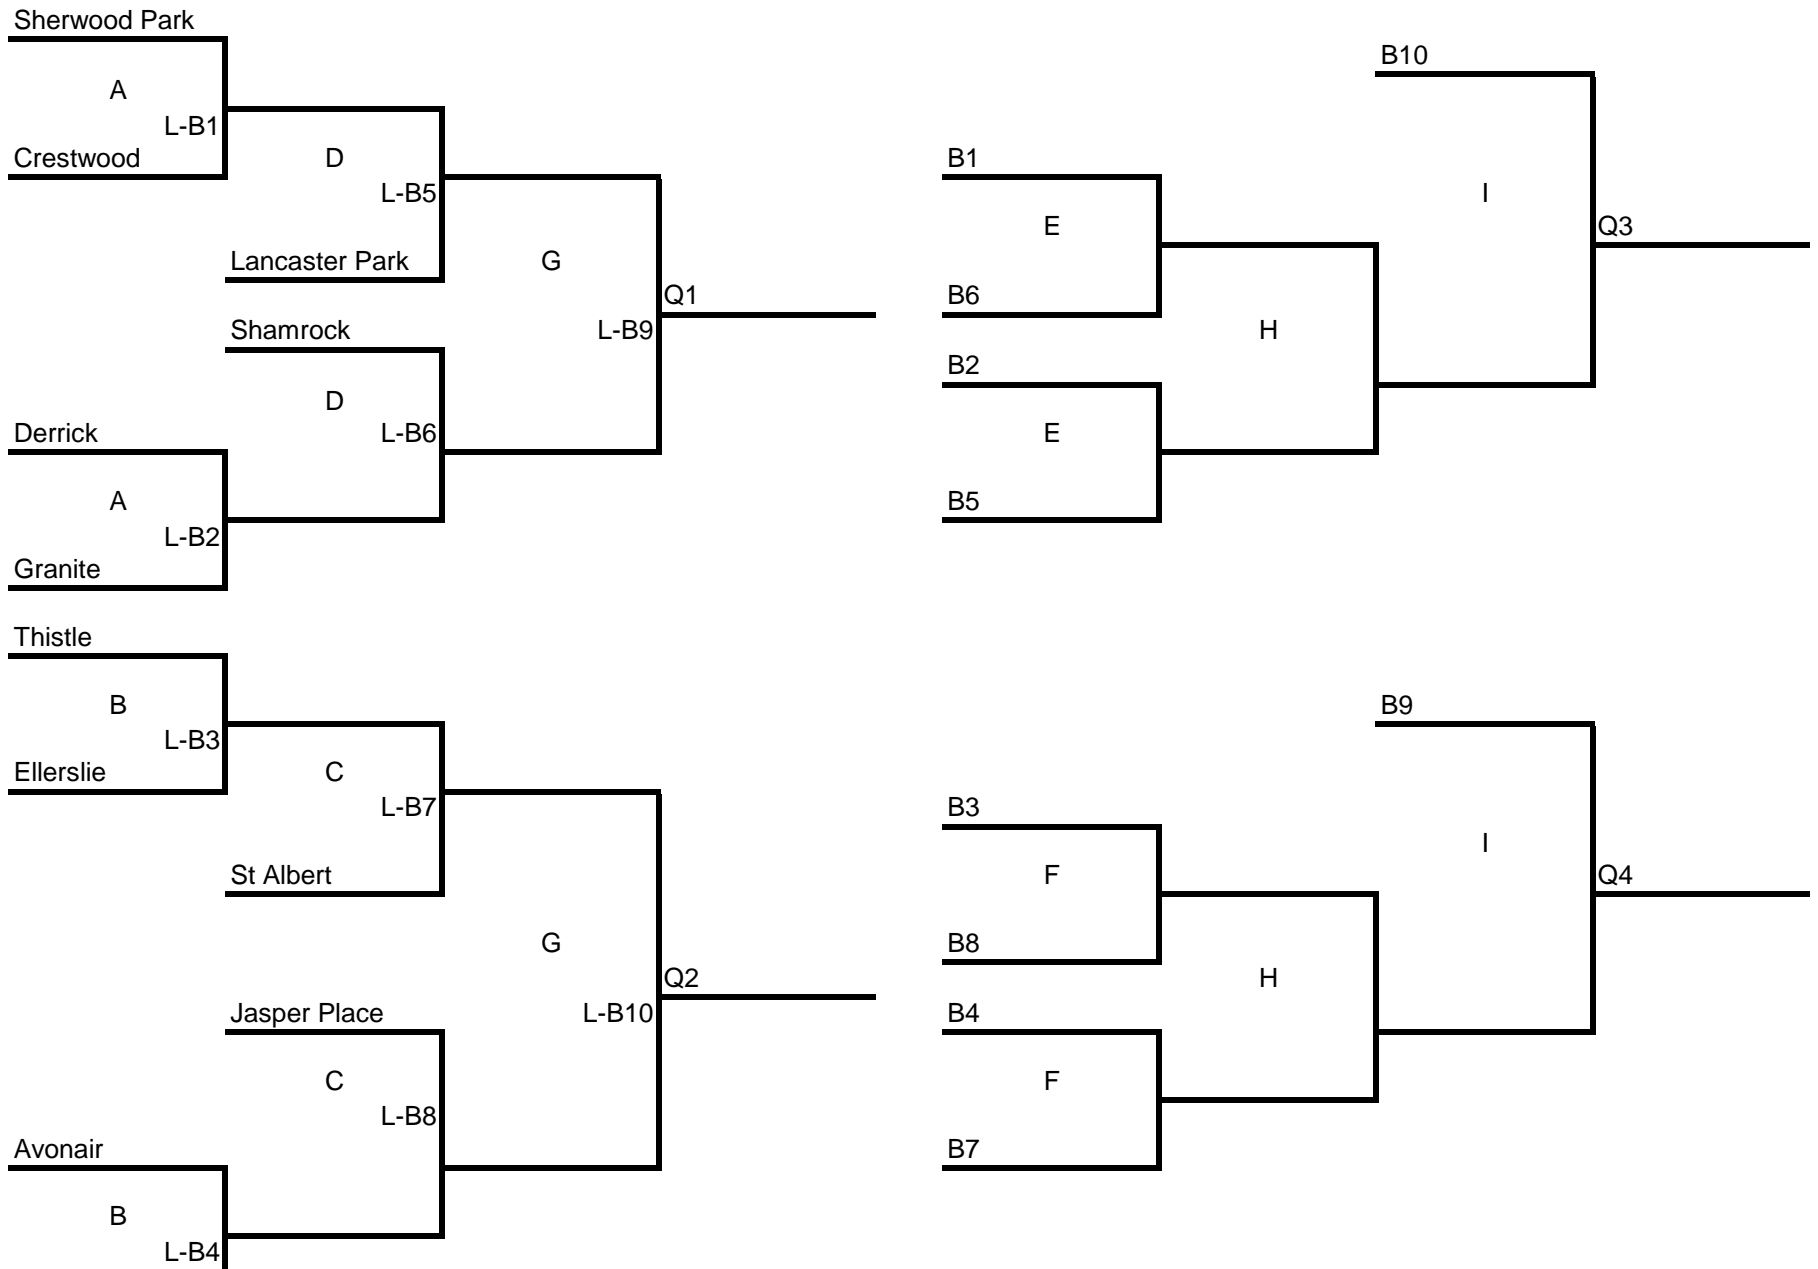 Sherwood Park
A
L-B1
Crestwood
D
L-B5
Lancaster Park
G
Q1
L-B9
Shamrock
D
L-B6
Derrick
A
L-B2
Granite
Thistle
B
L-B3
Ellerslie
C
L-B7
St Albert
G
Q2
L-B10
Jasper Place
C
L-B8
Avonair
B
L-B4
B10
I
Q3
B1
E
B6
H
B2
E
B5
B9
I
Q4
B3
F
B8
H
B4
F
B7